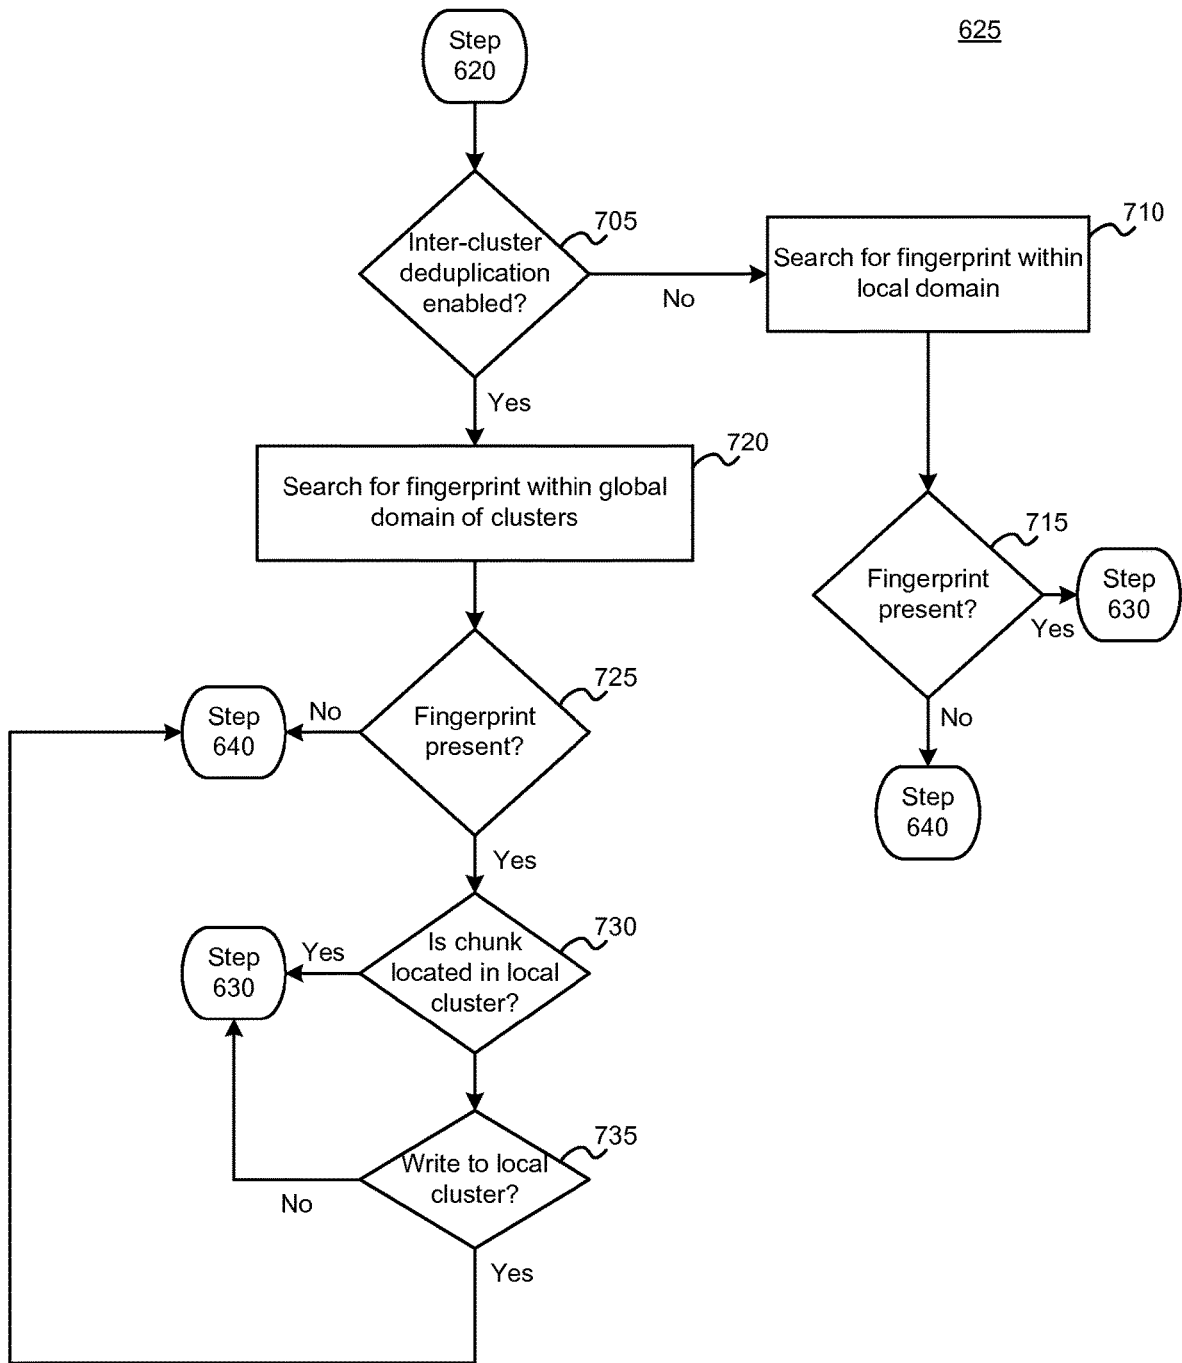 625
Step
620
705
Inter-cluster
deduplication
enabled?
No
Yes
710
Search for fingerprint within
local domain
720
Search for fingerprint within global
domain of clusters
715
Fingerprint
present?
Yes
Step
630
No
Step
640
725
Fingerprint
present?
No
Step
640
Yes
730
Is chunk
located in local
cluster?
Yes
Step
630
735
Write to local
cluster?
No
Yes